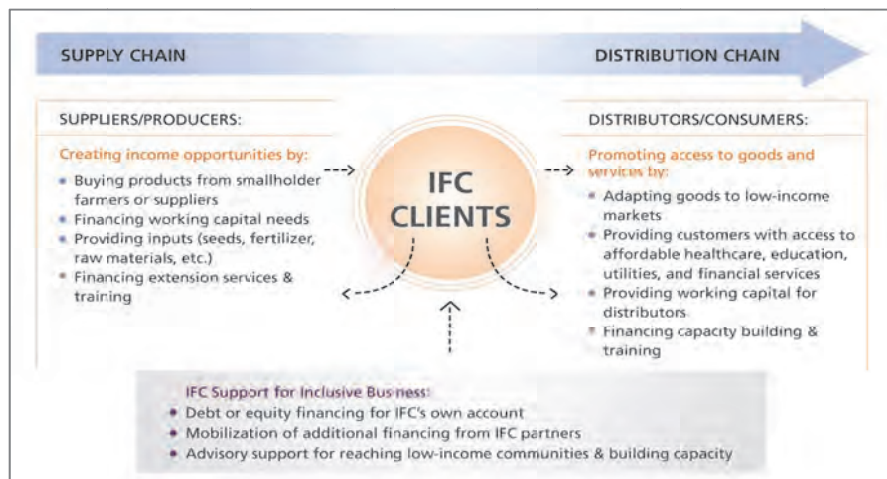 SUPPLY CHAIN
DISTRIBUTION CHAIN
SUPPLIERS/PRODUCERS:
Creating income opportunities by:
Buying products from smallholder
farmers or suppliers
Financing working capital needs
Providing inputs (seeds, fertilizer,
raw materials, etc.)
Financing extension services &
training
IFC
CLIENTS
DISTRIBUTORS/CONSUMERS:
Promoting access to goods and
services by:
Adapting goods to low-income
markets
Providing customers with access to
affordable healthcare, education,
utilities, and financial services
Providing working capital for
distributors
Financing capacity building &
training
IFC Support for Inclusive Business:
Debt or equity financing for IFC's own account
Mobilization of additional financing from IFC partners
Advisory support for reaching low-income communities & building capacity